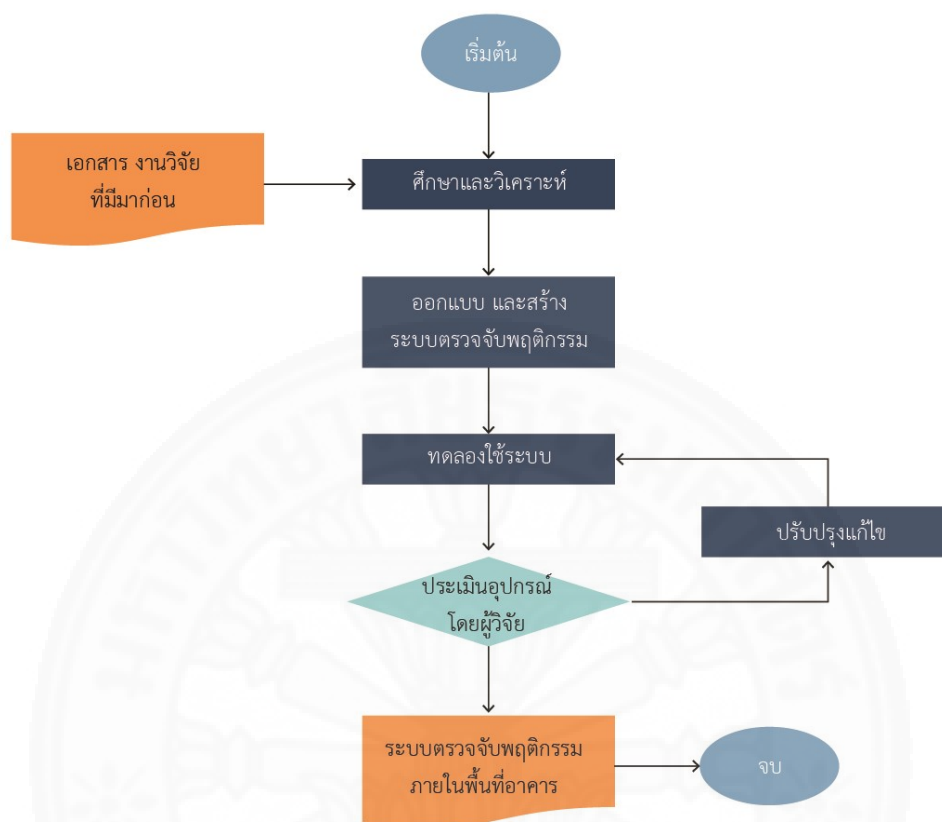 เริ่มต้น
เอกสาร งานวิจัย
ที่มีมาก่อน
ศึกษาและวิเคราะห์
ออกแบบ และสร้าง
ระบบตรวจจับพฤติกรรม
ทดลองใช้ระบบ
ปรับปรุงแก้ไข
ประเมินอุปกรณ์
โดยผู้วิจัย
ระบบตรวจจับพฤติกรรม
ภายในพื้นที่อาคาร
จบ